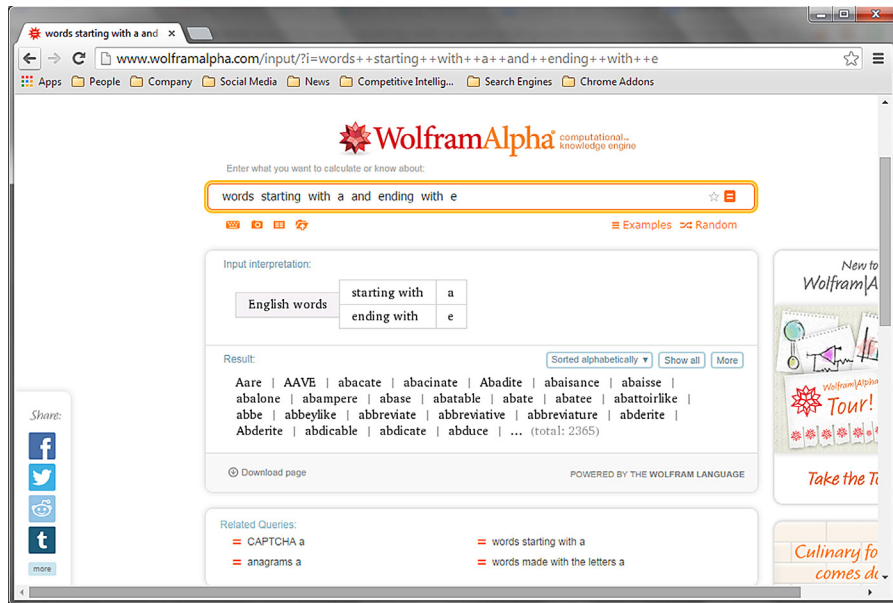 words starting with a and
www.wolframalpha.com/input/?i=words++starting++with++a++and++ending++with++e
Apps People Company Social Media News Competitive Intellig... Search Engines Chrome Addons
WolframAlpha computational... knowledge engine
Enter what you want to calculate or know about:
words starting with a and ending with e
Examples Random
Input interpretation:
English words
starting with a
ending with e
Result:
Sorted alphabetically ▼ Show all More
Aare | AAVE | abacate | abacinate | Abadite | abaisance | abaisse |
abalone | abampere | abase | abatable | abate | abatee | abattoirlike |
abbe | abbeylike | abbreviate | abbreviative | abbreviature | abderite |
Abderite | abdicable | abdicate | abduce | ... (total: 2365)
Download page
POWERED BY THE WOLFRAM LANGUAGE
Related Queries:
= CAPTCHA a
= words starting with a
= anagrams a
= words made with the letters a
Share:
f
t
more
New to
Wolfram|A
Wolfram|Alpha
Tour!
Take the To
Culinary fo
comes do